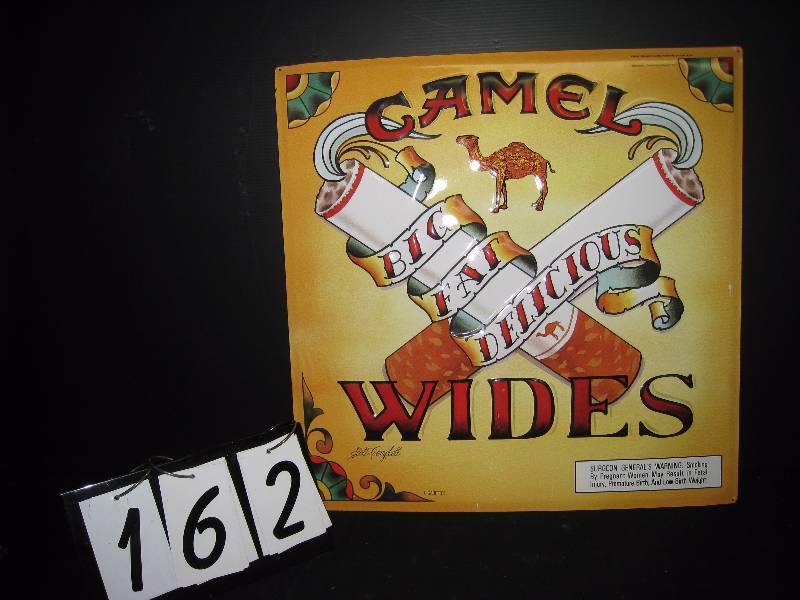 CAMEL
BIG
FAT
DELICIOUS
WIDES
SURGEON GENERAL'S WARNING: Smoking
By Pregnant Women May Result in Fetal
Injury, Premature Birth, And Low Birth Weight.
162